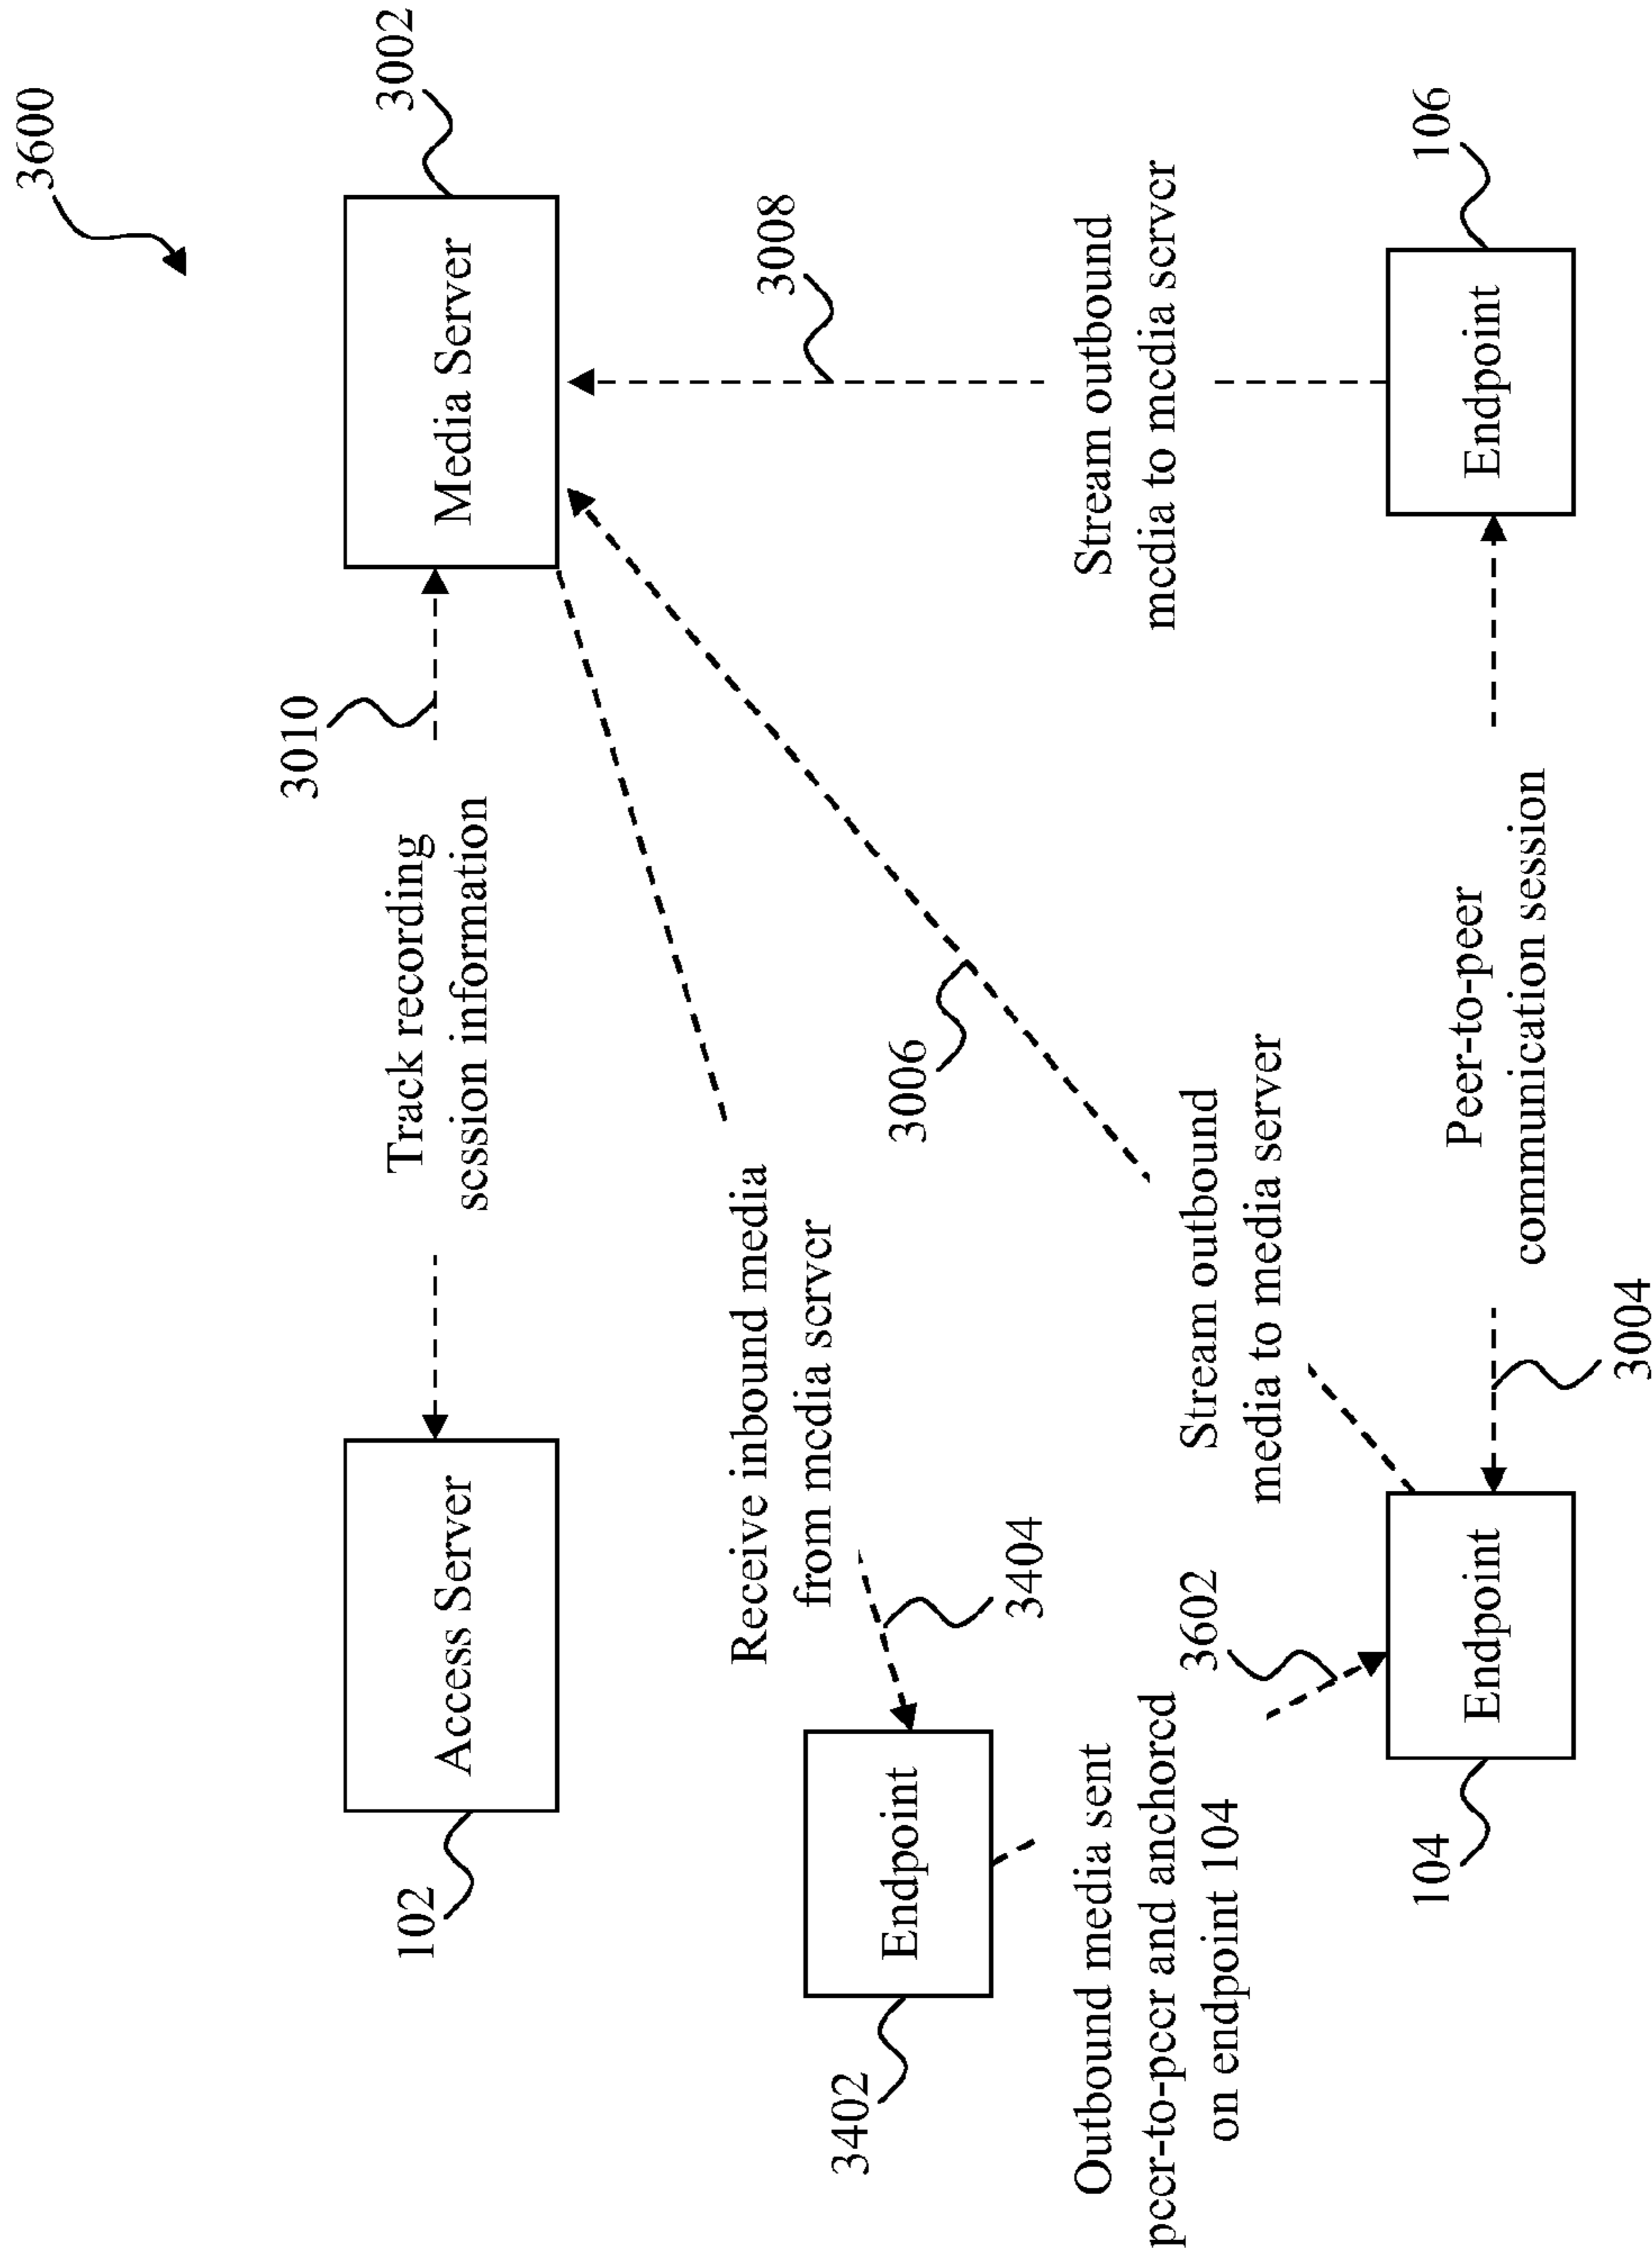 3600
3010
3002
102
Access Server
Track recording
session information
Media Server
3008
3402
Endpoint
Receive inbound media
from media server
3404
3006
Outbound media sent
peer-to-peer and anchored
on endpoint 104
3602
Stream outbound
media to media server
Stream outbound
media to media server
104
Endpoint
Peer-to-peer
communication session
Endpoint
106
3004